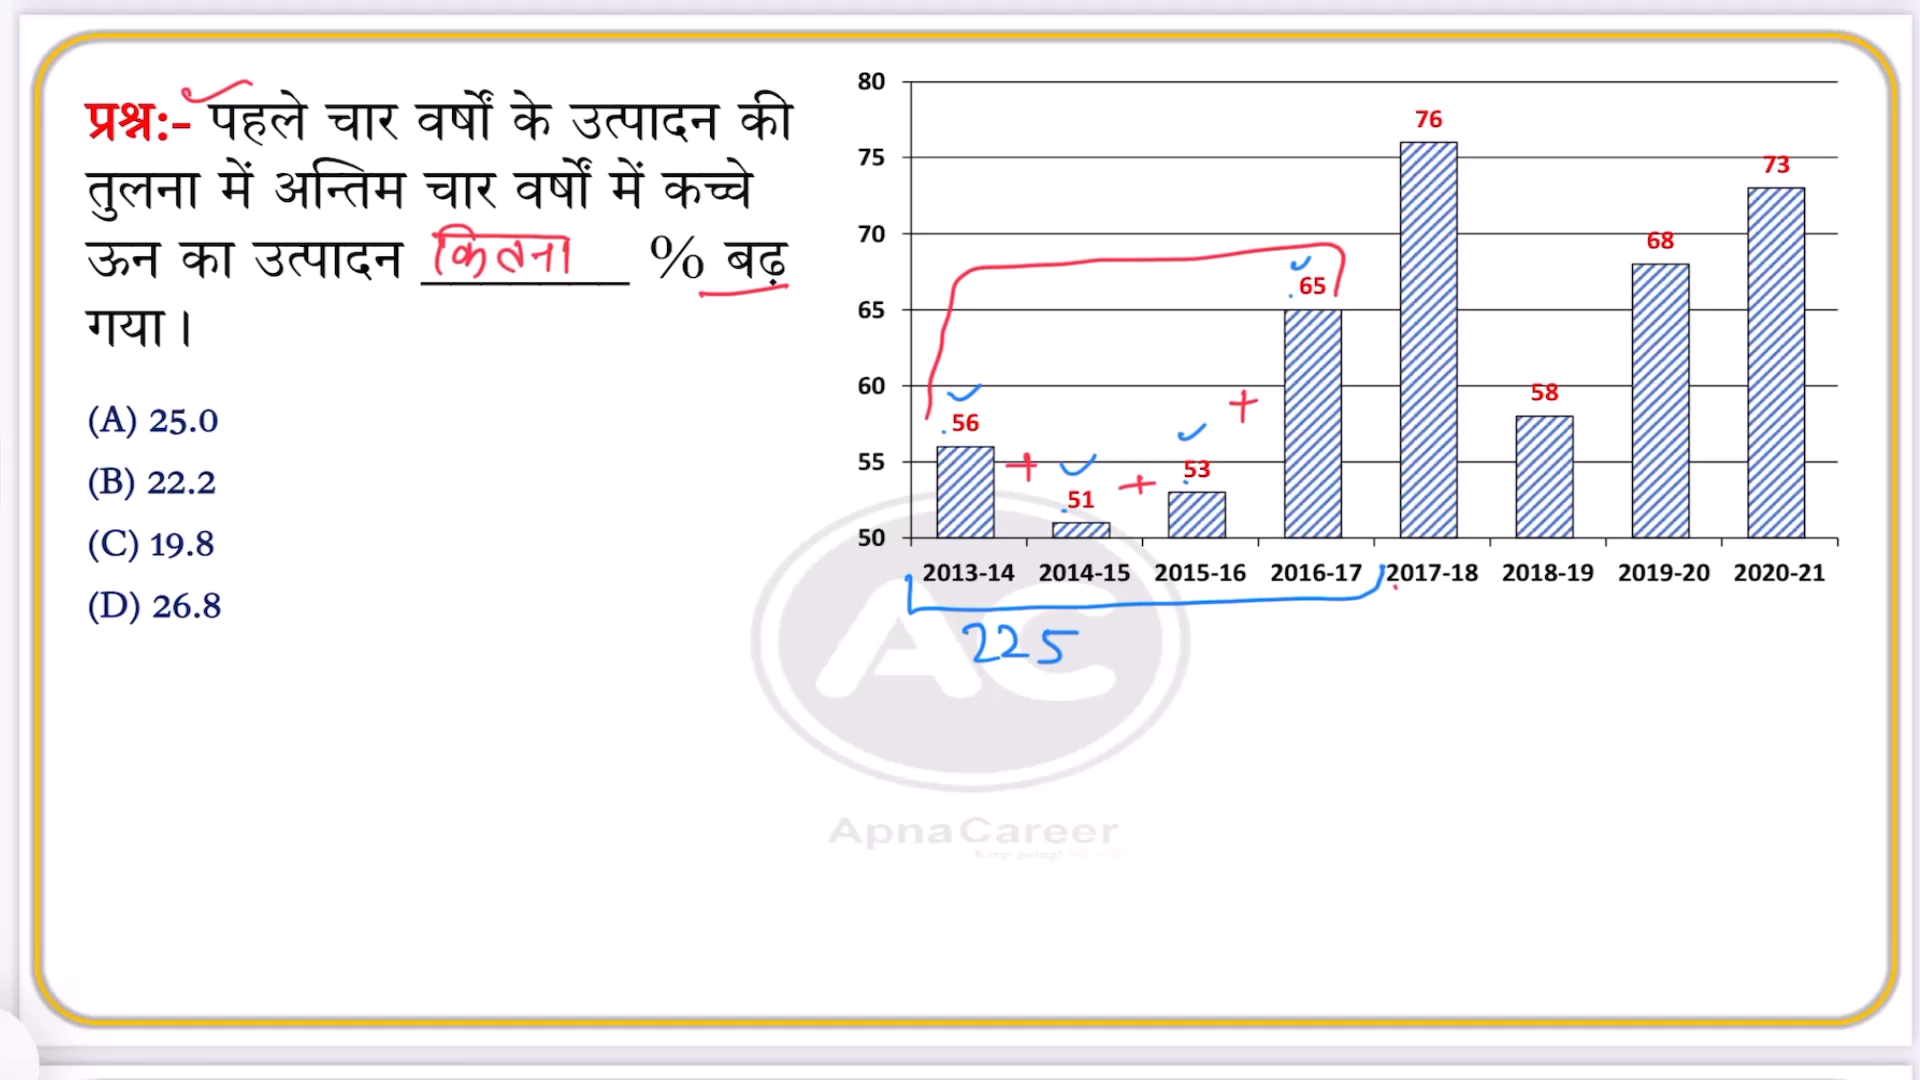 प्रश्न:- पहले चार वर्षों के उत्पादन की
तुलना में अन्तिम चार वर्षों में कच्चे
ऊन का उत्पादन कितना % बढ़
गया।
(A) 25.0
(B) 22.2
(C) 19.8
(D) 26.8
80
75
70
65
60
55
50
56
+
51
+
53
+
65
76
58
68
73
2013-14 2014-15 2015-16 2016-17 2017-18 2018-19 2019-20 2020-21
225
AC
ApnaCareer